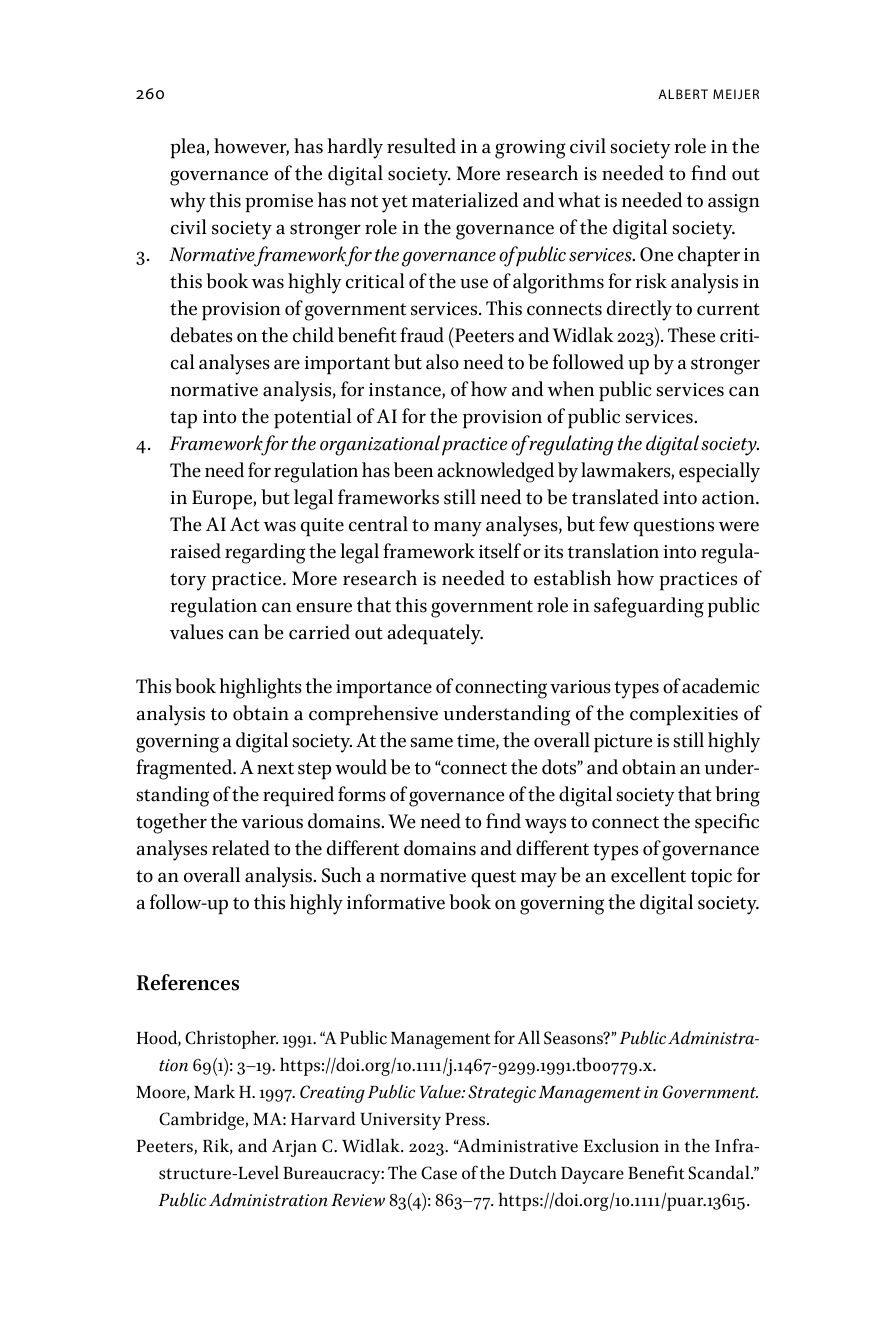 260
ALBERT MEIJER
plea, however, has hardly resulted in a growing civil society role in the
governance of the digital society. More research is needed to find out
why this promise has not yet materialized and what is needed to assign
civil society a stronger role in the governance of the digital society.
3. Normative framework for the governance of public services. One chapter in
this book was highly critical of the use of algorithms for risk analysis in
the provision of government services. This connects directly to current
debates on the child benefit fraud (Peeters and Widlak 2023). These criti-
cal analyses are important but also need to be followed up by a stronger
normative analysis, for instance, of how and when public services can
tap into the potential of AI for the provision of public services.
4. Framework for the organizational practice of regulating the digital society.
The need for regulation has been acknowledged by lawmakers, especially
in Europe, but legal frameworks still need to be translated into action.
The AI Act was quite central to many analyses, but few questions were
raised regarding the legal framework itself or its translation into regula-
tory practice. More research is needed to establish how practices of
regulation can ensure that this government role in safeguarding public
values can be carried out adequately.
This book highlights the importance of connecting various types of academic
analysis to obtain a comprehensive understanding of the complexities of
governing a digital society. At the same time, the overall picture is still highly
fragmented. A next step would be to “connect the dots” and obtain an under-
standing of the required forms of governance of the digital society that bring
together the various domains. We need to find ways to connect the specific
analyses related to the different domains and different types of governance
to an overall analysis. Such a normative quest may be an excellent topic for
a follow-up to this highly informative book on governing the digital society.
References
Hood, Christopher. 1991. “A Public Management for All Seasons?” Public Administra-
tion 69(1): 3–19. https://doi.org/10.1111/j.1467-9299.1991.tb00779.x.
Moore, Mark H. 1997. Creating Public Value: Strategic Management in Government.
Cambridge, MA: Harvard University Press.
Peeters, Rik, and Arjan C. Widlak. 2023. “Administrative Exclusion in the Infra-
structure-Level Bureaucracy: The Case of the Dutch Daycare Benefit Scandal.”
Public Administration Review 83(4): 863–77. https://doi.org/10.1111/puar.13615.